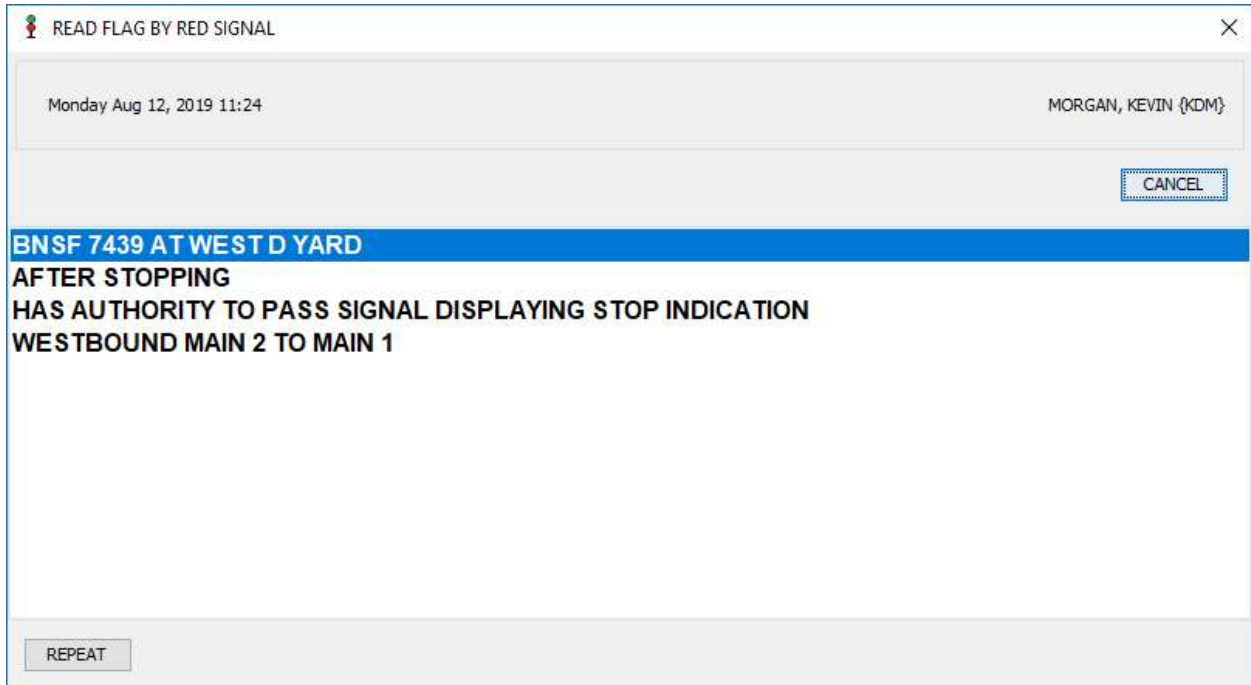 READ FLAG BY RED SIGNAL
Monday Aug 12, 2019 11:24
MORGAN, KEVIN {KDM}
CANCEL
BNSF 7439 AT WEST D YARD
AFTER STOPPING
HAS AUTHORITY TO PASS SIGNAL DISPLAYING STOP INDICATION
WESTBOUND MAIN 2 TO MAIN 1
REPEAT